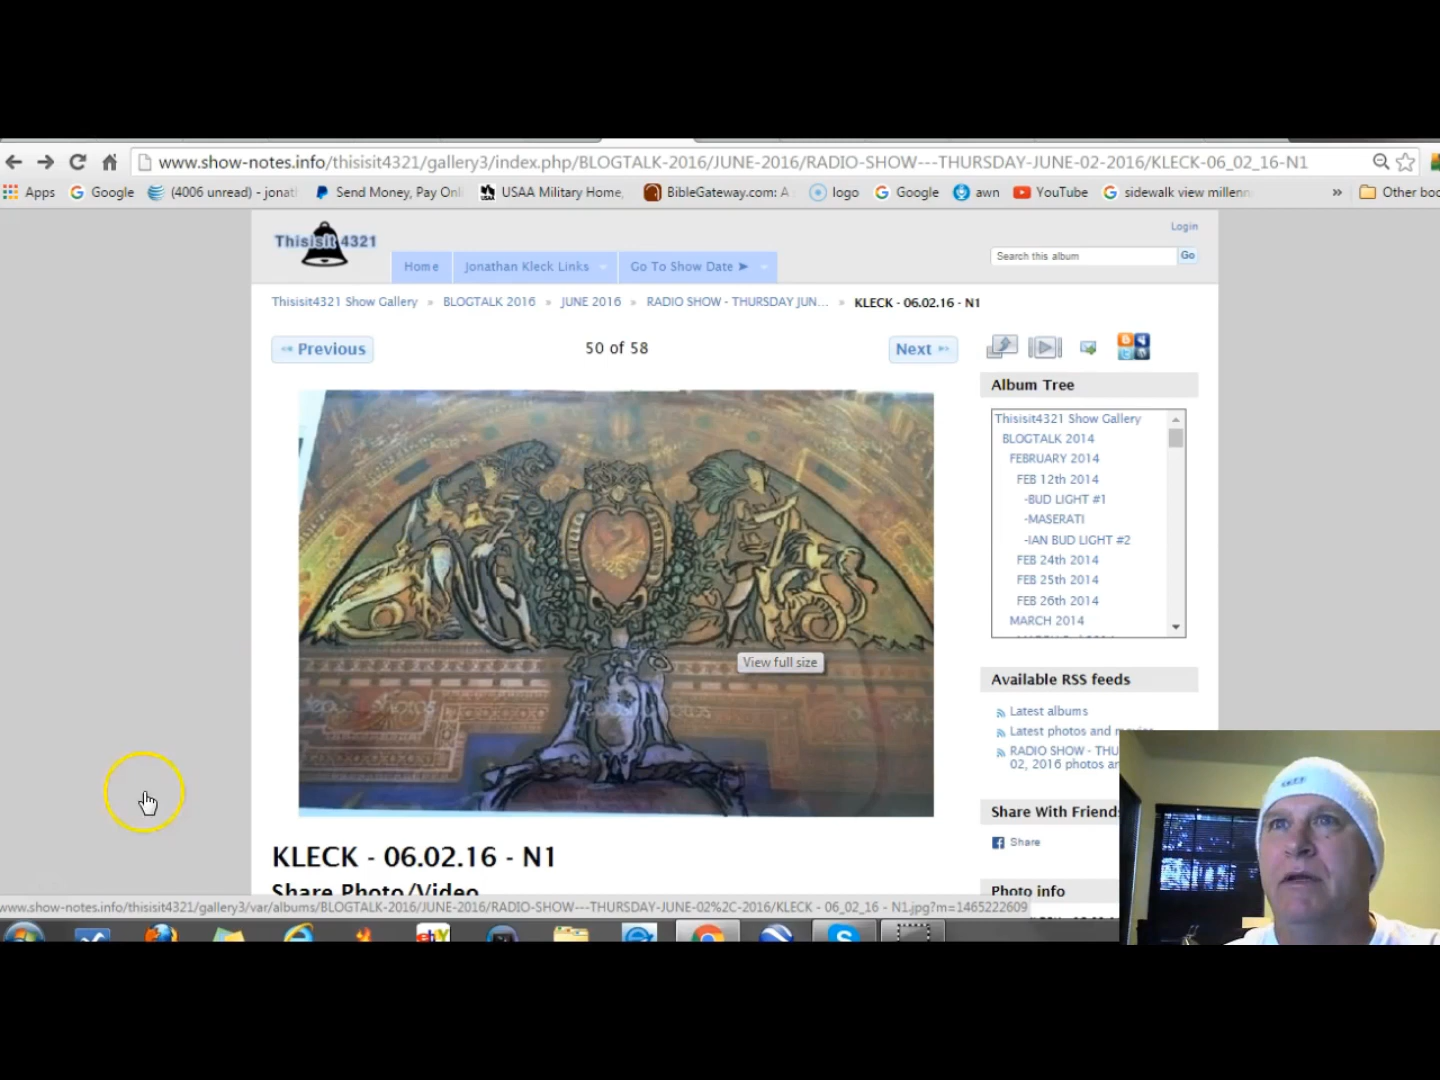 www.show-notes.info/thisisit4321/gallery3/index.php/BLOGTALK-2016/JUNE-2016/RADIO-SHOW---THURSDAY-JUNE-02-2016/KLECK-06_02_16-N1
Apps Google (4006 unread) - jonat Send Money, Pay Onli USAA Military Home, BibleGateway.com: A logo Google awn YouTube sidewalk view millenn » Other boo
Thisisit 4321
Login
Home Jonathan Kleck Links Go To Show Date ➤
Search this album Go
Thisisit4321 Show Gallery » BLOGTALK 2016 » JUNE 2016 » RADIO SHOW - THURSDAY JUN... » KLECK - 06.02.16 - N1
Previous 50 of 58 Next
Album Tree
Thisisit4321 Show Gallery
BLOGTALK 2014
FEBRUARY 2014
FEB 12th 2014
-BUD LIGHT #1
-MASERATI
-IAN BUD LIGHT #2
FEB 24th 2014
FEB 25th 2014
FEB 26th 2014
MARCH 2014
View full size
Available RSS feeds
Latest albums
Latest photos and movies
RADIO SHOW - THU
02, 2016 photos an
Share With Friends
Share
Photo info
KLECK - 06.02.16 - N1
Share Photo/Video
www.show-notes.info/thisisit4321/gallery3/var/albums/BLOGTALK-2016/JUNE-2016/RADIO-SHOW---THURSDAY-JUNE-02%2C-2016/KLECK - 06_02_16 - N1.jpg?m=1465222609
ebY